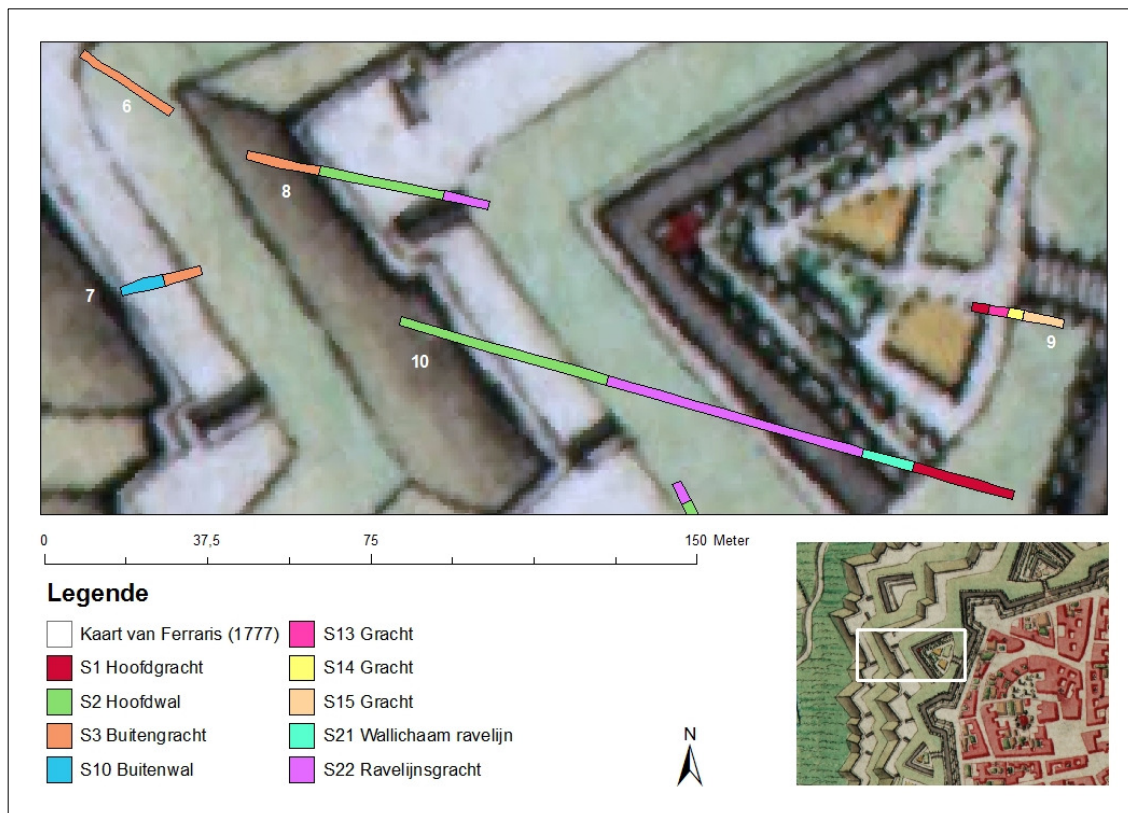 6
8
7
10
9
0 37,5 75 150 Meter
Legende
Kaart van Ferraris (1777)
S1 Hoofdgracht
S2 Hoofdwal
S3 Buitengracht
S10 Buitenwal
S13 Gracht
S14 Gracht
S15 Gracht
S21 Wallichaam ravelijn
S22 Ravelijnsgracht
N